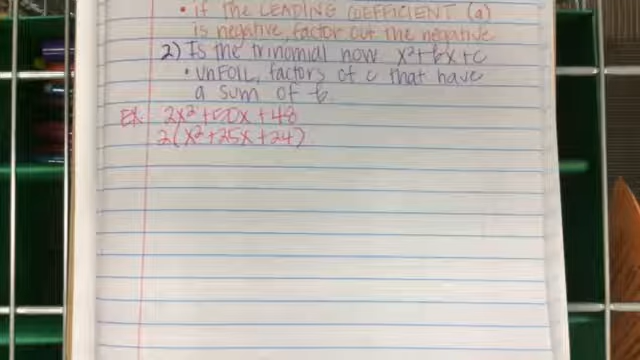 • if the LEADING COEFFICIENT (a)
is negative, factor out the negative
2) Is the trinomial now x²+bx+c
• unFOIL, factors of c that have
a sum of b.
EX: 2x²+50x+48
2(x²+25x+24)